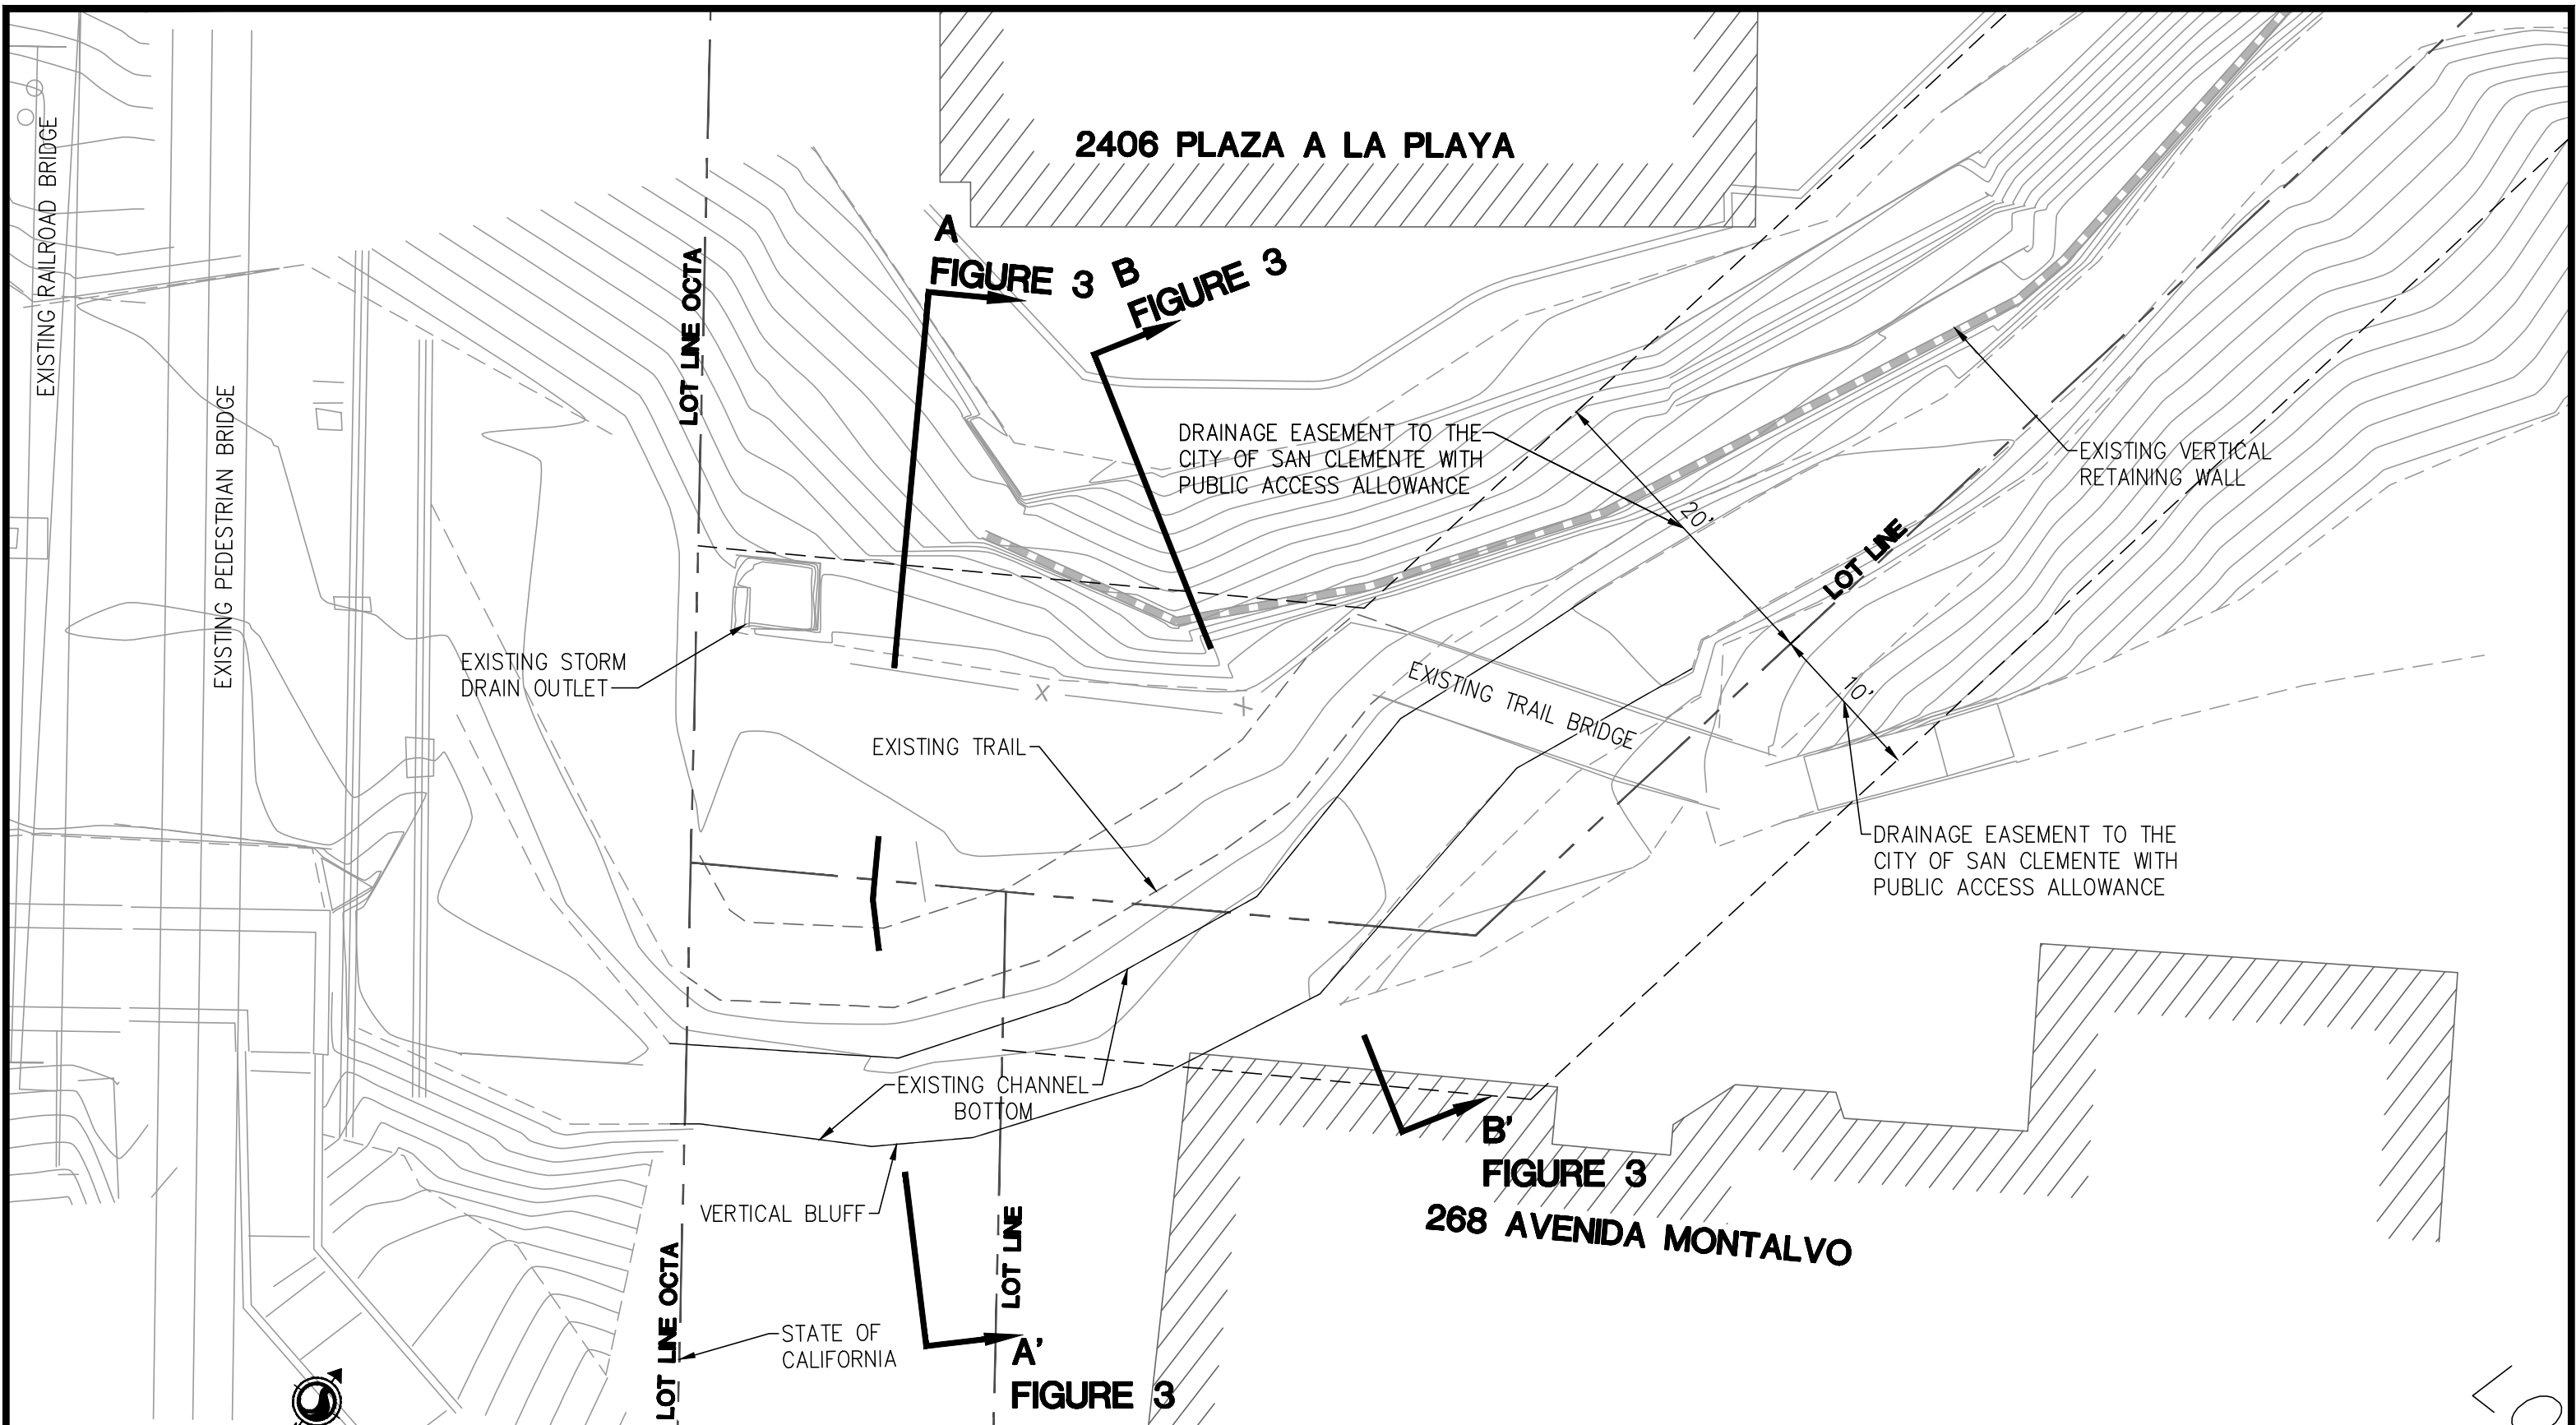 2406 PLAZA A LA PLAYA
EXISTING RAILROAD BRIDGE
EXISTING PEDESTRIAN BRIDGE
LOT LINE OCTA
A
FIGURE 3
B
FIGURE 3
DRAINAGE EASEMENT TO THE
CITY OF SAN CLEMENTE WITH
PUBLIC ACCESS ALLOWANCE
20'
EXISTING VERTICAL
RETAINING WALL
LOT LINE
EXISTING STORM
DRAIN OUTLET
X
X
EXISTING TRAIL BRIDGE
10'
EXISTING TRAIL
DRAINAGE EASEMENT TO THE
CITY OF SAN CLEMENTE WITH
PUBLIC ACCESS ALLOWANCE
EXISTING CHANNEL
BOTTOM
B'
FIGURE 3
268 AVENIDA MONTALVO
VERTICAL BLUFF
LOT LINE
LOT LINE OCTA
STATE OF
CALIFORNIA
A'
FIGURE 3